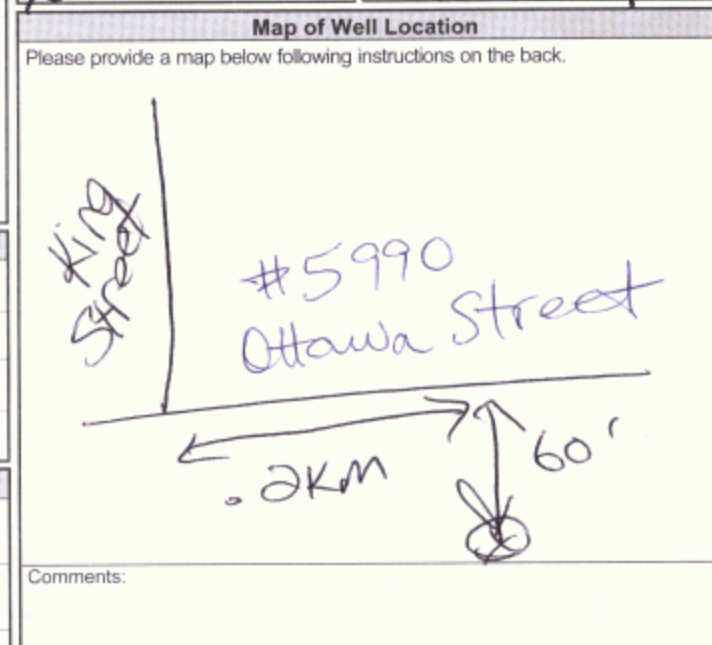 Map of Well Location
Please provide a map below following instructions on the back.
King
Street
#5990
Ottawa Street
.2KM
60'
Comments: